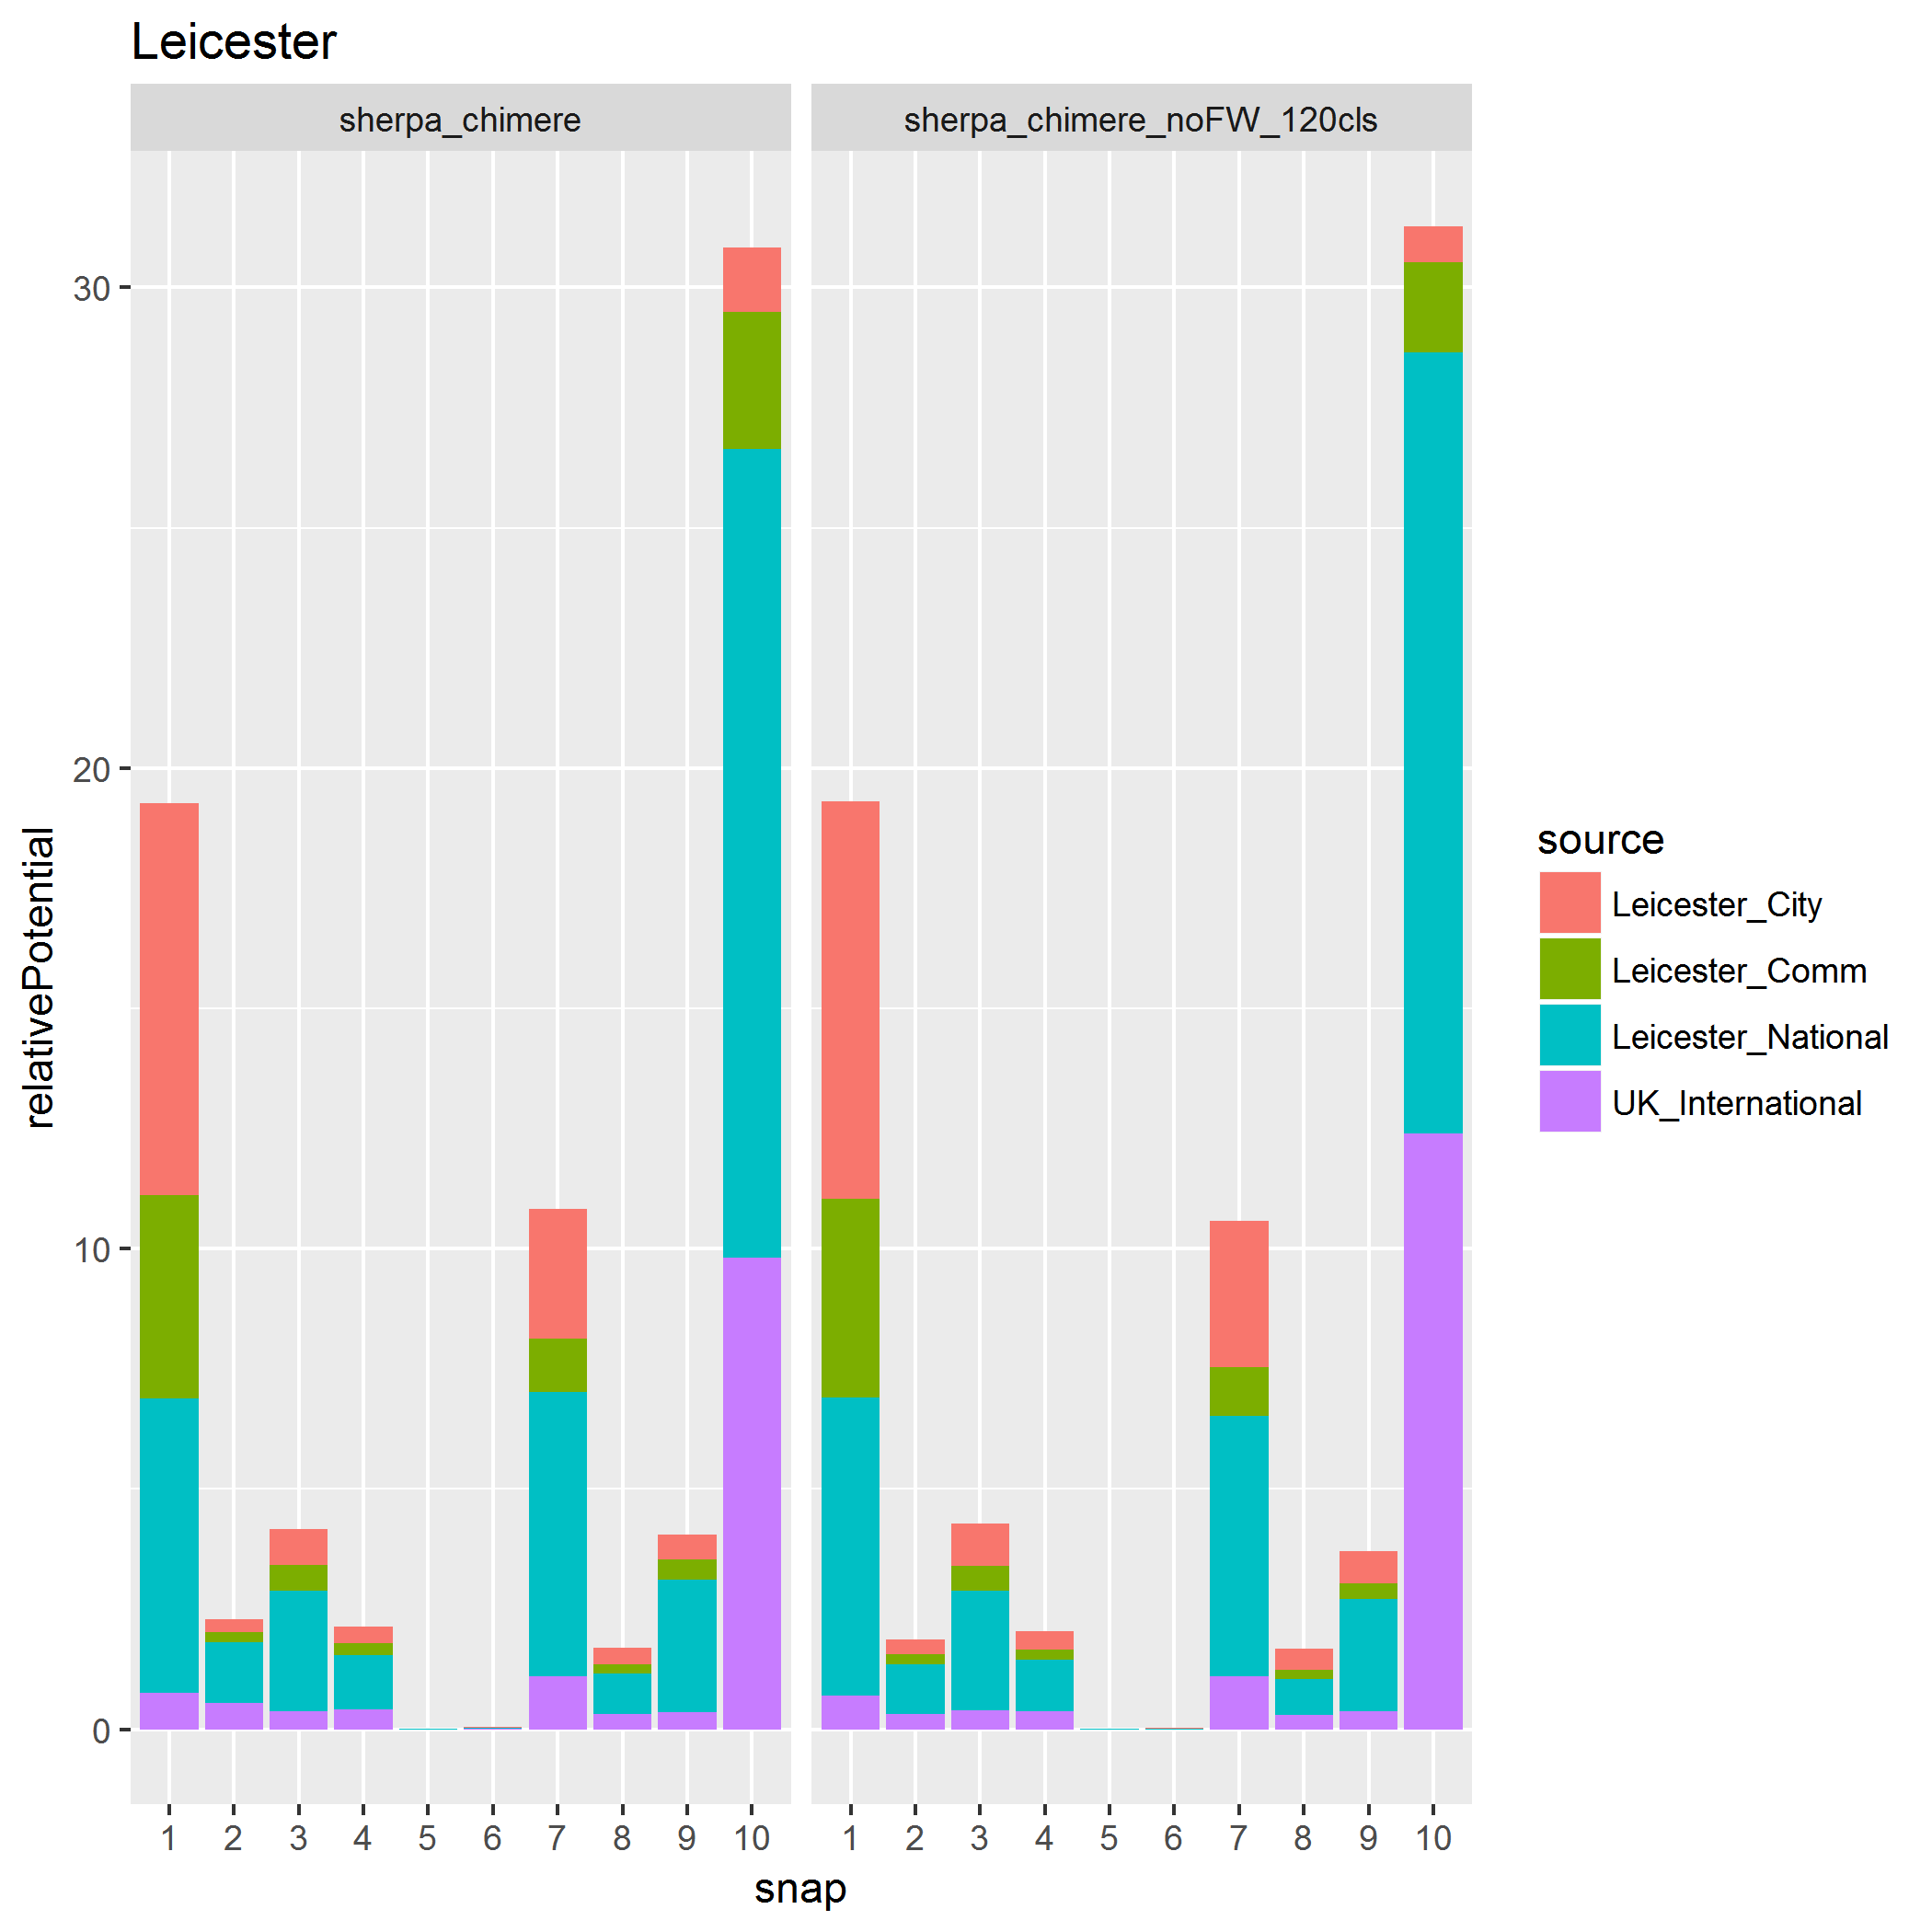 Leicester
sherpa_chimere
sherpa_chimere_noFW_120cls
30
20
10
0
relativePotential
1 2 3 4 5 6 7 8 9 10
1 2 3 4 5 6 7 8 9 10
snap
source
Leicester_City
Leicester_Comm
Leicester_National
UK_International